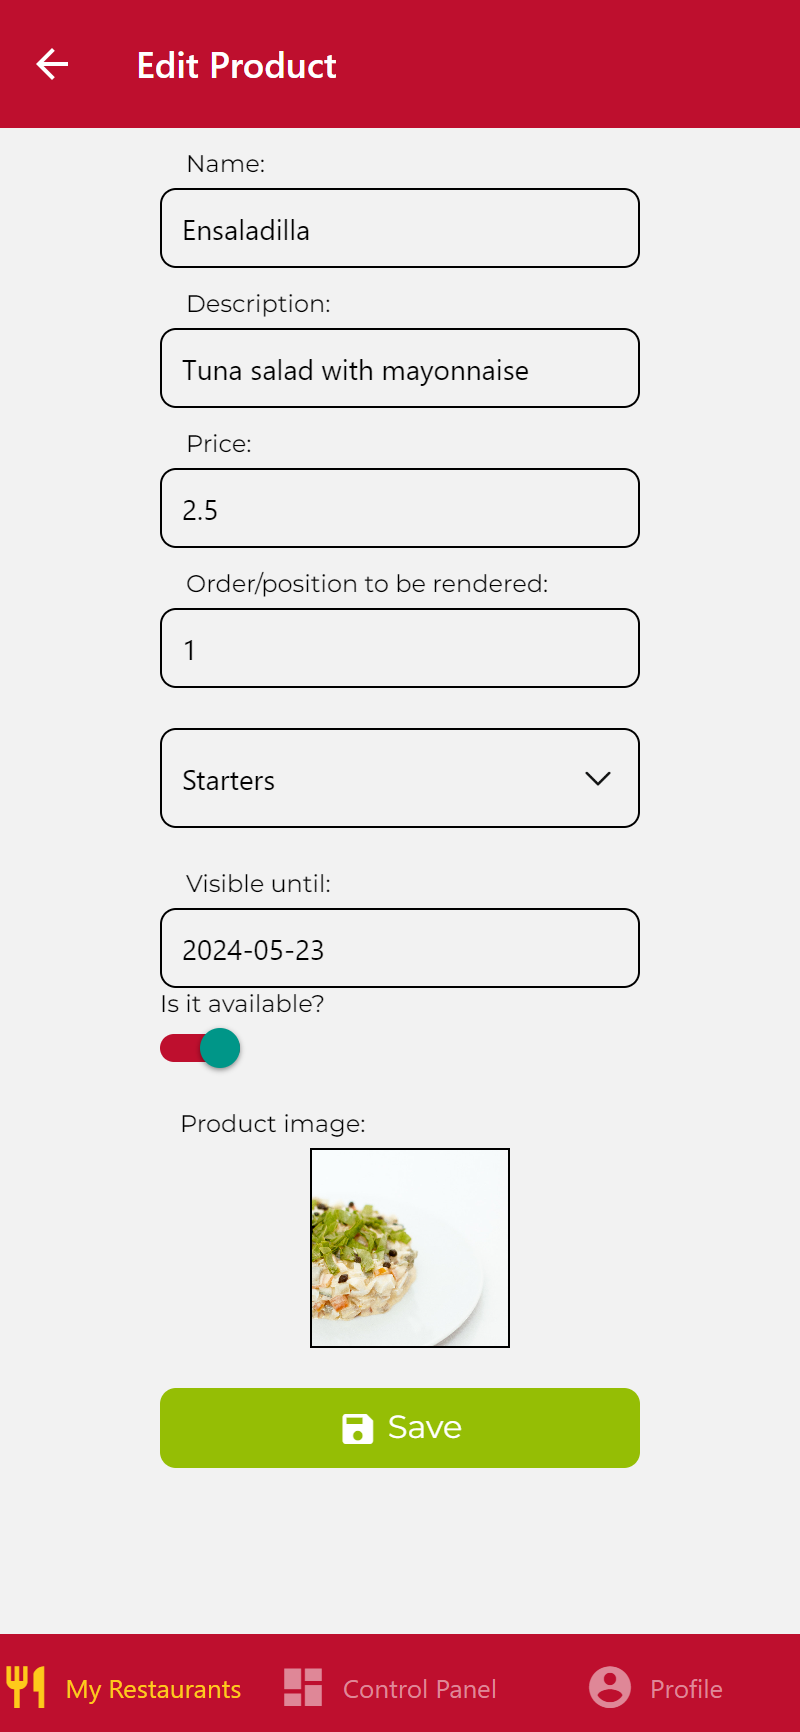 Edit Product
Name:
Ensaladilla
Description:
Tuna salad with mayonnaise
Price:
2.5
Order/position to be rendered:
1
Starters
Visible until:
2024-05-23
Is it available?
Product image:
Save
My Restaurants
Control Panel
Profile